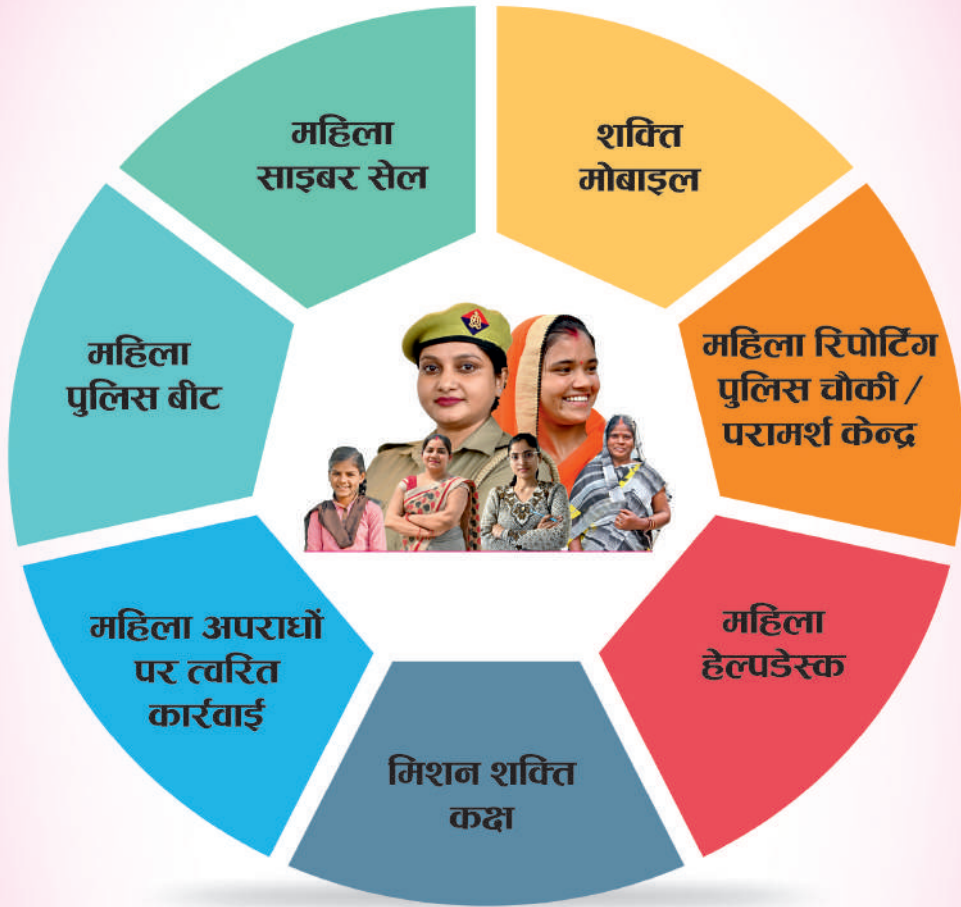 महिला
साइबर सेल
शक्ति
मोबाइल
महिला रिपोर्टिंग
पुलिस चौकी /
परामर्श केन्द्र
महिला
हेल्पडेस्क
मिशन शक्ति
कक्ष
महिला अपराधों
पर त्वरित
कार्रवाई
महिला
पुलिस बीट